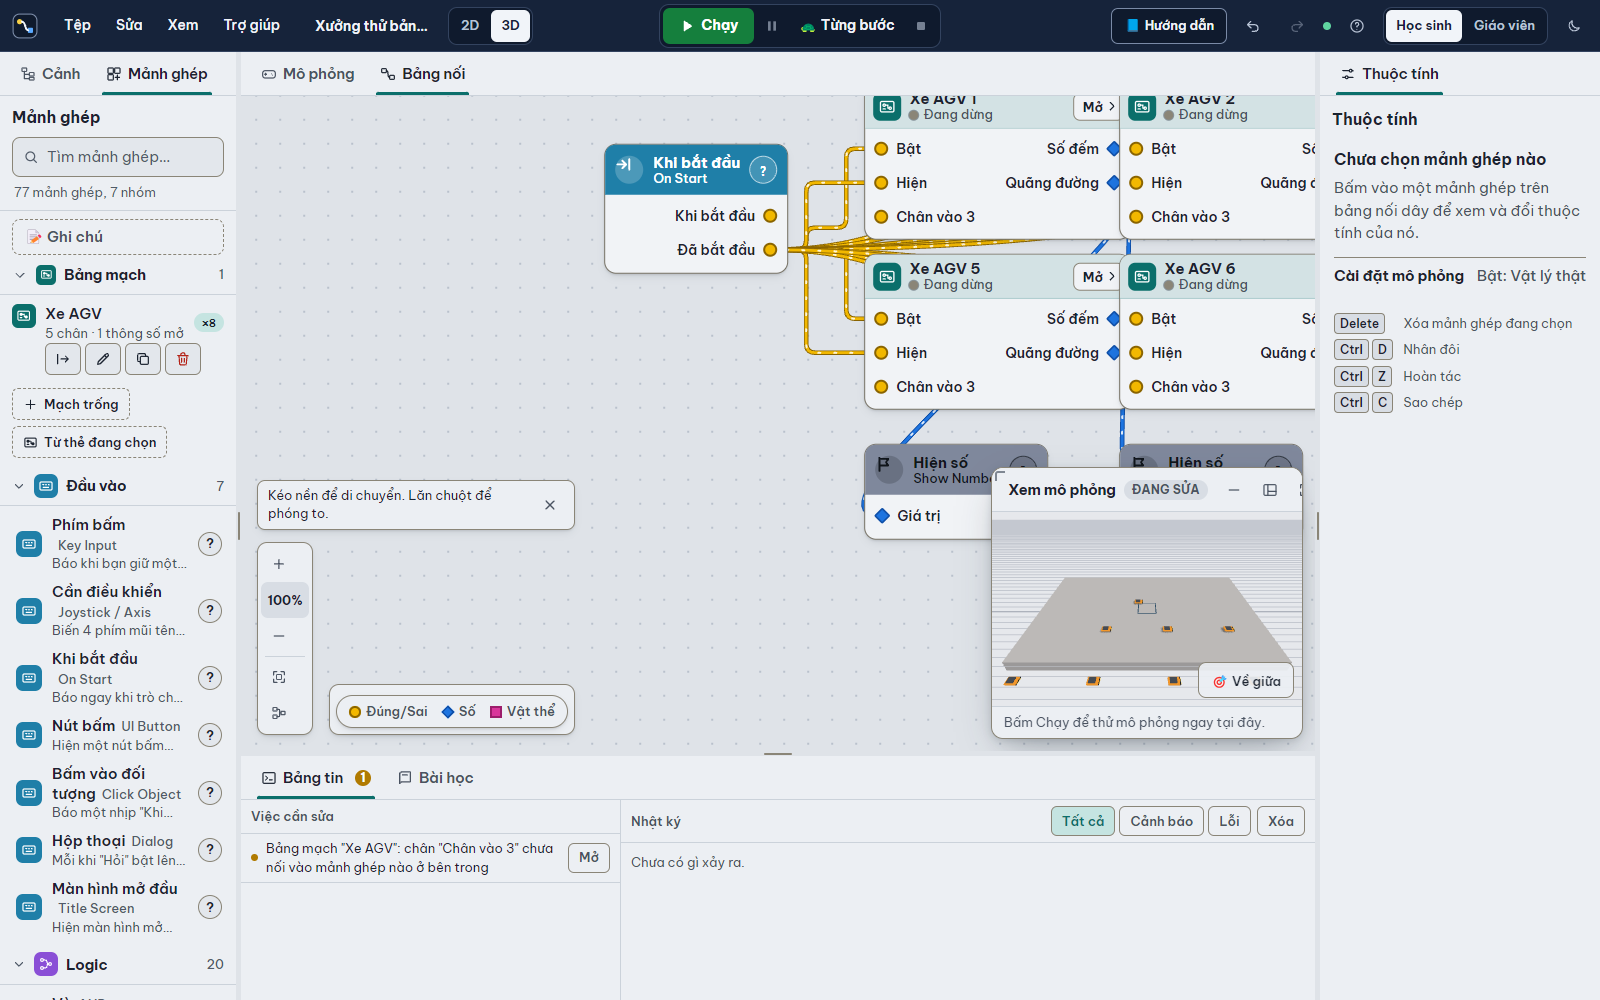 Tệp
Sửa
Xem
Trợ giúp
Xưởng thử bản...
2D
3D
Chạy
Từng bước
Hướng dẫn
Học sinh
Giáo viên
Cảnh
Mảnh ghép
Mô phỏng
Bảng nối
Thuộc tính
Mảnh ghép
Tìm mảnh ghép...
77 mảnh ghép, 7 nhóm
Ghi chú
Bảng mạch
1
Xe AGV
×8
5 chân · 1 thông số mở
Mạch trống
Từ thẻ đang chọn
Đầu vào
7
Phím bấm
Key Input
Báo khi bạn giữ một...
?
Cần điều khiển
Joystick / Axis
Biến 4 phím mũi tên...
?
Khi bắt đầu
On Start
Báo ngay khi trò ch...
?
Nút bấm UI Button
Hiện một nút bấm...
?
Bấm vào đối
tượng Click Object
Báo một nhịp "Khi...
?
Hộp thoại Dialog
Mỗi khi "Hỏi" bật lên...
?
Màn hình mở đầu
Title Screen
Hiện màn hình mở...
?
Logic
20
Khi bắt đầu
On Start
?
Khi bắt đầu
Đã bắt đầu
Xe AGV 1
Đang dừng
Mở
Bật
Số đếm
Hiện
Quãng đường
Chân vào 3
Xe AGV 2
Đang dừng
Bật
Hiện
Quãng
Chân vào 3
Xe AGV 5
Đang dừng
Mở
Bật
Số đếm
Hiện
Quãng đường
Chân vào 3
Xe AGV 6
Đang dừng
Bật
Hiện
Quãng
Chân vào 3
Hiện số
Show Numb
Giá trị
Hiện số
Kéo nền để di chuyển. Lăn chuột để
phóng to.
100%
Đúng/Sai
Số
Vật thể
Xem mô phỏng
ĐANG SỬA
Về giữa
Bấm Chạy để thử mô phỏng ngay tại đây.
Bảng tin
1
Bài học
Việc cần sửa
Bảng mạch "Xe AGV": chân "Chân vào 3" chưa
nối vào mảnh ghép nào ở bên trong
Mở
Nhật ký
Tất cả
Cảnh báo
Lỗi
Xóa
Chưa có gì xảy ra.
Thuộc tính
Chưa chọn mảnh ghép nào
Bấm vào một mảnh ghép trên
bảng nối dây để xem và đổi thuộc
tính của nó.
Cài đặt mô phỏng
Bật: Vật lý thật
Delete
Xóa mảnh ghép đang chọn
Ctrl D
Nhân đôi
Ctrl Z
Hoàn tác
Ctrl C
Sao chép